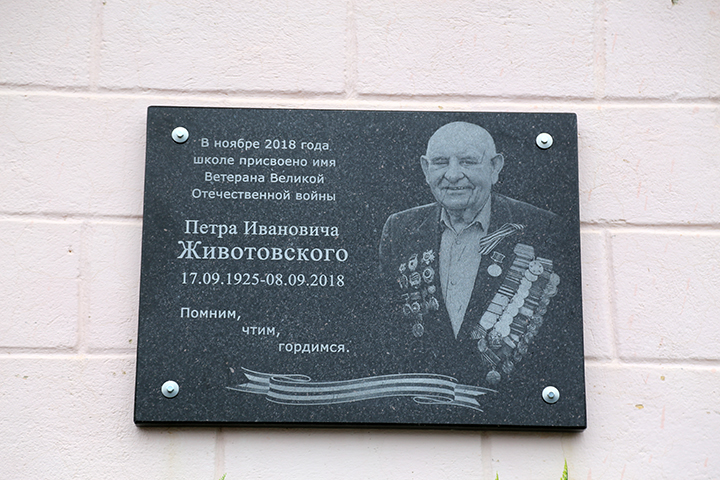 В ноябре 2018 года
школе присвоено имя
Ветерана Великой
Отечественной войны
Петра Ивановича
Животовского
17.09.1925-08.09.2018
Помним,
чтим,
гордимся.